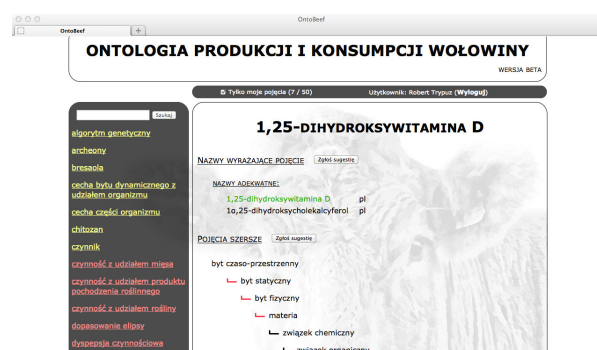 OntoBeef
OntoBeef
ONTOLOGIA PRODUKCJI I KONSUMPCJI WOŁOWINY
WERSJA BETA
Tylko moje pojęcia (7 / 50)
Użytkownik: Robert Trypuz (Wyloguj)
Szukaj
algorytm genetyczny
archeony
bresaola
cecha bytu dynamicznego z
udziałem organizmu
cecha części organizmu
chitozan
czynnik
czynność z udziałem mięsa
czynność z udziałem produktu
pochodzenia roślinnego
czynność z udziałem rośliny
dopasowanie elipsy
dyspepsja czynnościowa
1,25-DIHYDROKSYWITAMINA D
NAZWY WYRAŻAJĄCE POJĘCIE Zgłoś sugestię
NAZWY ADEKWATNE:
1,25-dihydroksywitamina D pl
1α,25-dihydroksycholekalcyferol pl
POJĘCIA SZERSZE Zgłoś sugestię
byt czaso-przestrzenny
byt statyczny
byt fizyczny
materia
związek chemiczny
związek organiczny